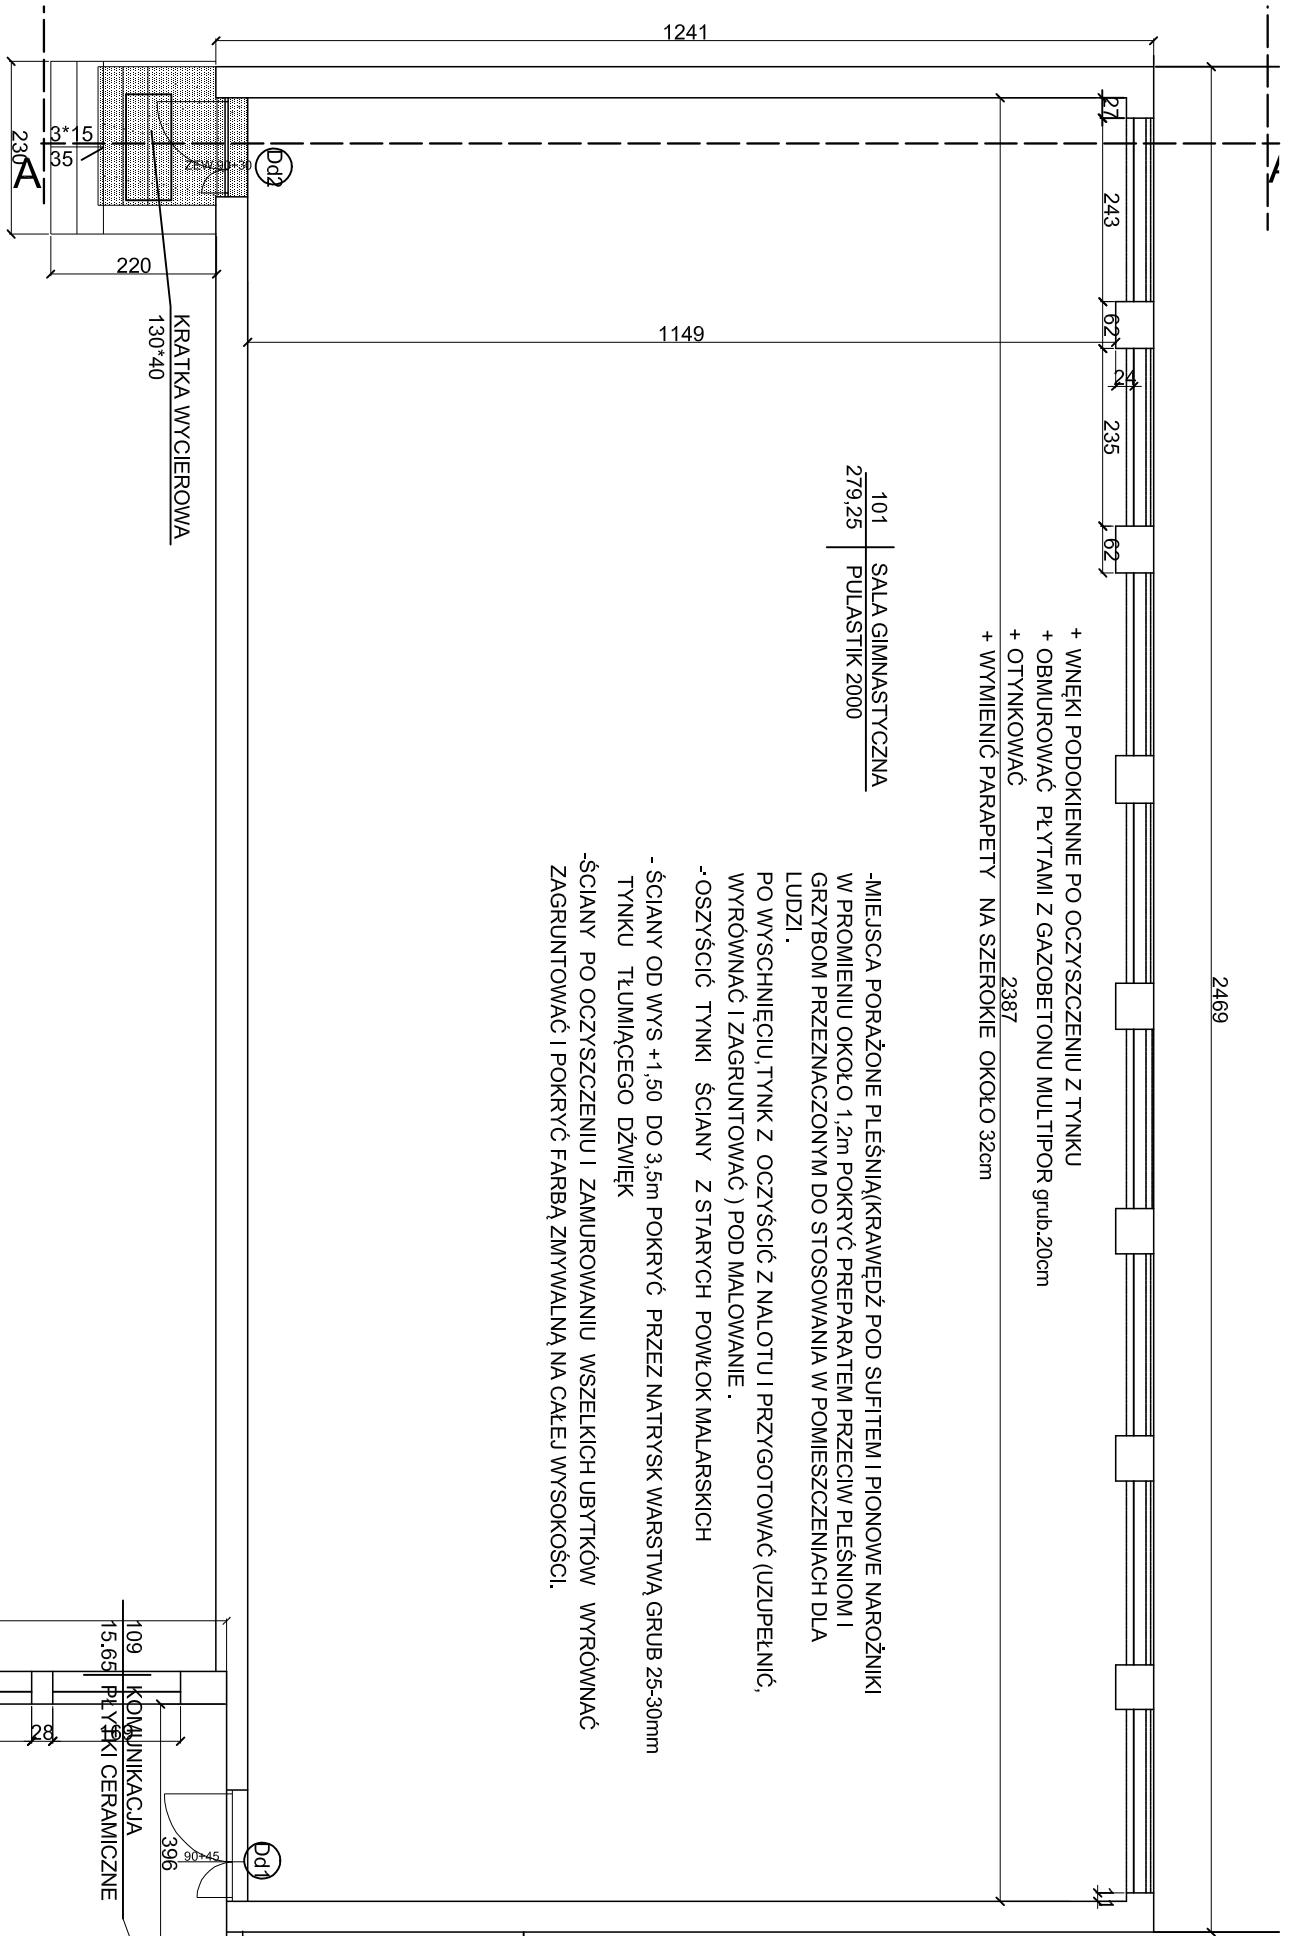 1241
2469
2387
1149
27
243
62
24
235
62
11
A
230
3*15
35
220
ZEW.90+30
Dd2
KRATKA WYCIEROWA
130*40
101
279,25
SALA GIMNASTYCZNA
PULASTIK 2000
+ WNĘKI PODOKIENNE PO OCZYSZCZENIU Z TYNKU
+ OBMUROWAĆ PŁYTAMI Z GAZOBETONU MULTIPOR grub.20cm
+ OTYNKOWAĆ
+ WYMIENIĆ PARAPETY NA SZEROKIE OKOŁO 32cm
-MIEJSCA PORAŻONE PLEŚNIĄ(KRAWĘDŹ POD SUFITEM I PIONOWE NAROŻNIKI
W PROMIENIU OKOŁO 1,2m POKRYĆ PREPARATEM PRZECIW PLEŚNIOM I
GRZYBOM PRZEZNACZONYM DO STOSOWANIA W POMIESZCZENIACH DLA
LUDZI.
PO WYSCHNIĘCIU,TYNK Z OCZYŚCIĆ Z NALOTU I PRZYGOTOWAĆ (UZUPEŁNIĆ,
WYRÓWNAĆ I ZAGRUNTOWAĆ ) POD MALOWANIE .
-OSZYŚCIĆ TYNKI ŚCIANY Z STARYCH POWŁOK MALARSKICH
- ŚCIANY OD WYS +1,50 DO 3,5m POKRYĆ PRZEZ NATRYSK WARSTWĄ GRUB 25-30mm
TYNKU TŁUMIĄCEGO DŹWIĘK
-ŚCIANY PO OCZYSZCZENIU I ZAMUROWANIU WSZELKICH UBYTKÓW WYRÓWNAĆ
ZAGRUNTOWAĆ I POKRYĆ FARBĄ ZMYWALNĄ NA CAŁEJ WYSOKOŚCI.
109
15.65
KOMUNIKACJA
PŁYTKI CERAMICZNE
28
396
90+45
Dd1